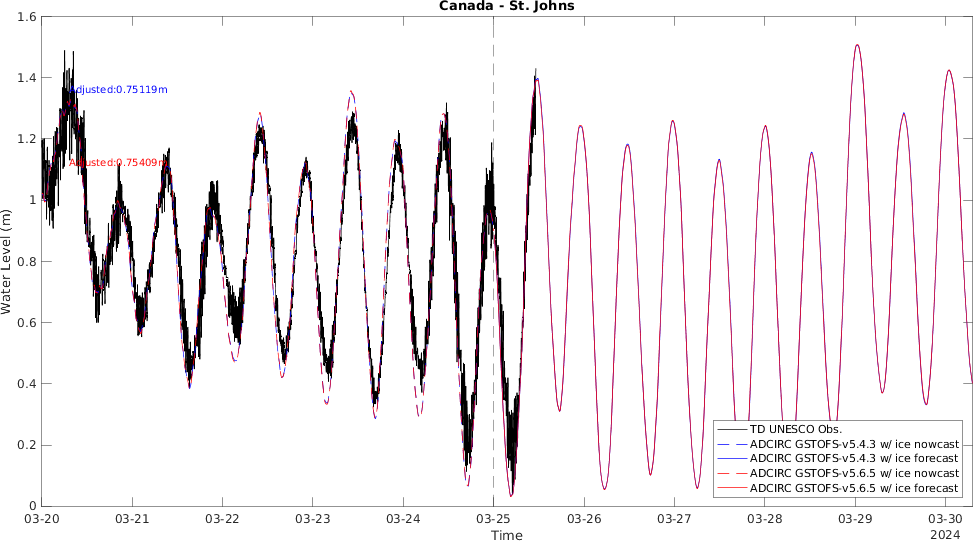 Canada - St. Johns
1.6
1.4
1.2
1
0.8
0.6
0.4
0.2
0
Water Level (m)
Adjusted:0.75119m
Adjusted:0.75409m
TD UNESCO Obs.
ADCIRC GSTOFS-v5.4.3 w/ ice nowcast
ADCIRC GSTOFS-v5.4.3 w/ ice forecast
ADCIRC GSTOFS-v5.6.5 w/ ice nowcast
ADCIRC GSTOFS-v5.6.5 w/ ice forecast
03-20 03-21 03-22 03-23 03-24 03-25 03-26 03-27 03-28 03-29 03-30
Time
2024